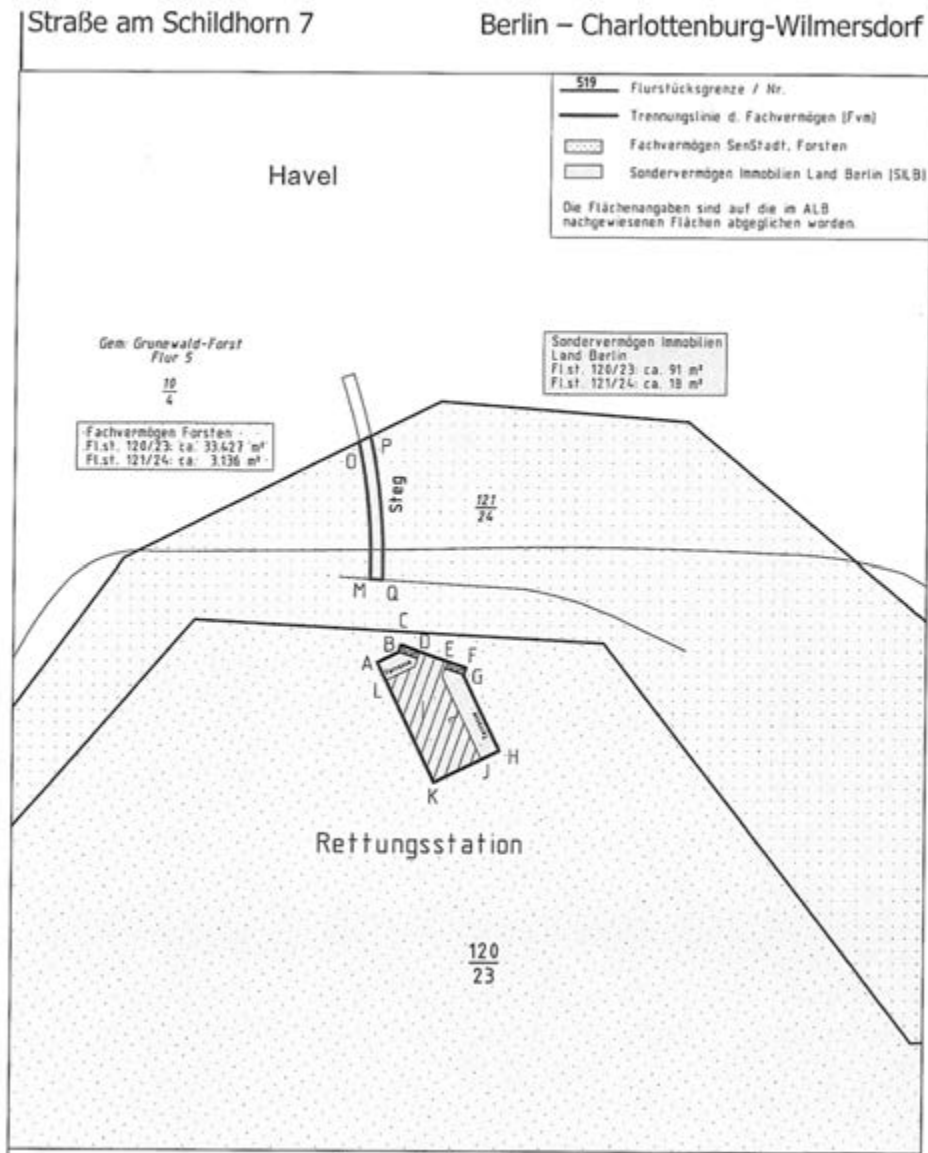 Straße am Schildhorn 7
Berlin – Charlottenburg-Wilmersdorf
519
Flurstücksgrenze / Nr.
Trennungslinie d. Fachvermögen (Fvm)
Fachvermögen SenStadt, Forsten
Sondervermögen Immobilien Land Berlin (SILB)
Die Flächenangaben sind auf die im ALB
nachgewiesenen Flächen abgeglichen worden.
Havel
Gem: Grunewald-Forst
Flur 5
10
4
Fachvermögen Forsten
Fl.st. 120/23: ca. 33.427 m²
Fl.st. 121/24: ca. 3.136 m²
Sondervermögen Immobilien
Land Berlin
Fl.st. 120/23: ca. 91 m²
Fl.st. 121/24: ca. 18 m²
P
O
Steg
121
24
M Q
C
B D E F
A
G
L
Terrasse
Terrasse
H
J
K
Rettungsstation
120
23